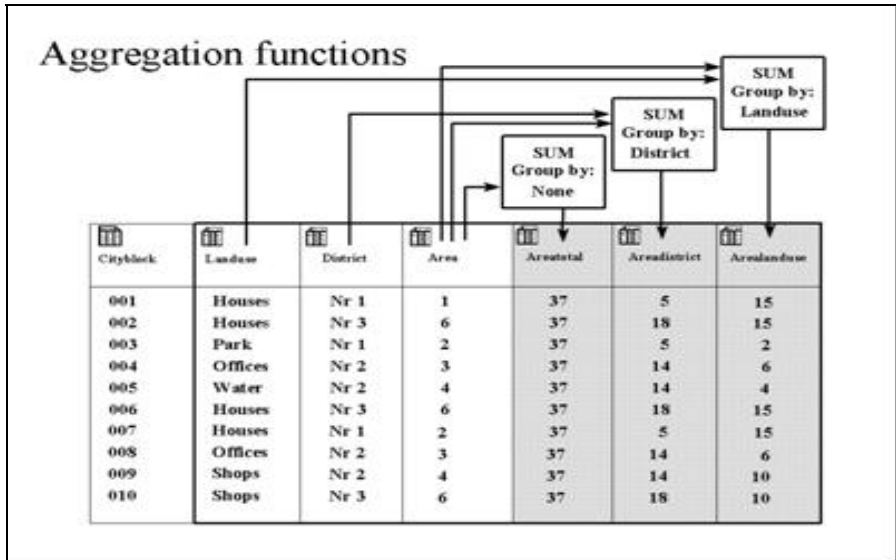 Aggregation functions
SUM
Group by:
Landuse
SUM
Group by:
District
SUM
Group by:
None
Cityblock Landuse District Area Areatotal Areadistrict Arealanduse
001 Houses Nr 1 1 37 5 15
002 Houses Nr 3 6 37 18 15
003 Park Nr 1 2 37 5 2
004 Offices Nr 2 3 37 14 6
005 Water Nr 2 4 37 14 4
006 Houses Nr 3 6 37 18 15
007 Houses Nr 1 2 37 5 15
008 Offices Nr 2 3 37 14 6
009 Shops Nr 2 4 37 14 10
010 Shops Nr 3 6 37 18 10